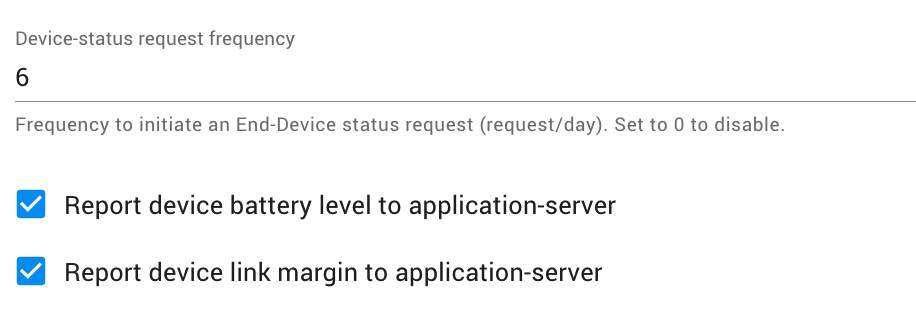 Device-status request frequency
6
Frequency to initiate an End-Device status request (request/day). Set to 0 to disable.
Report device battery level to application-server
Report device link margin to application-server